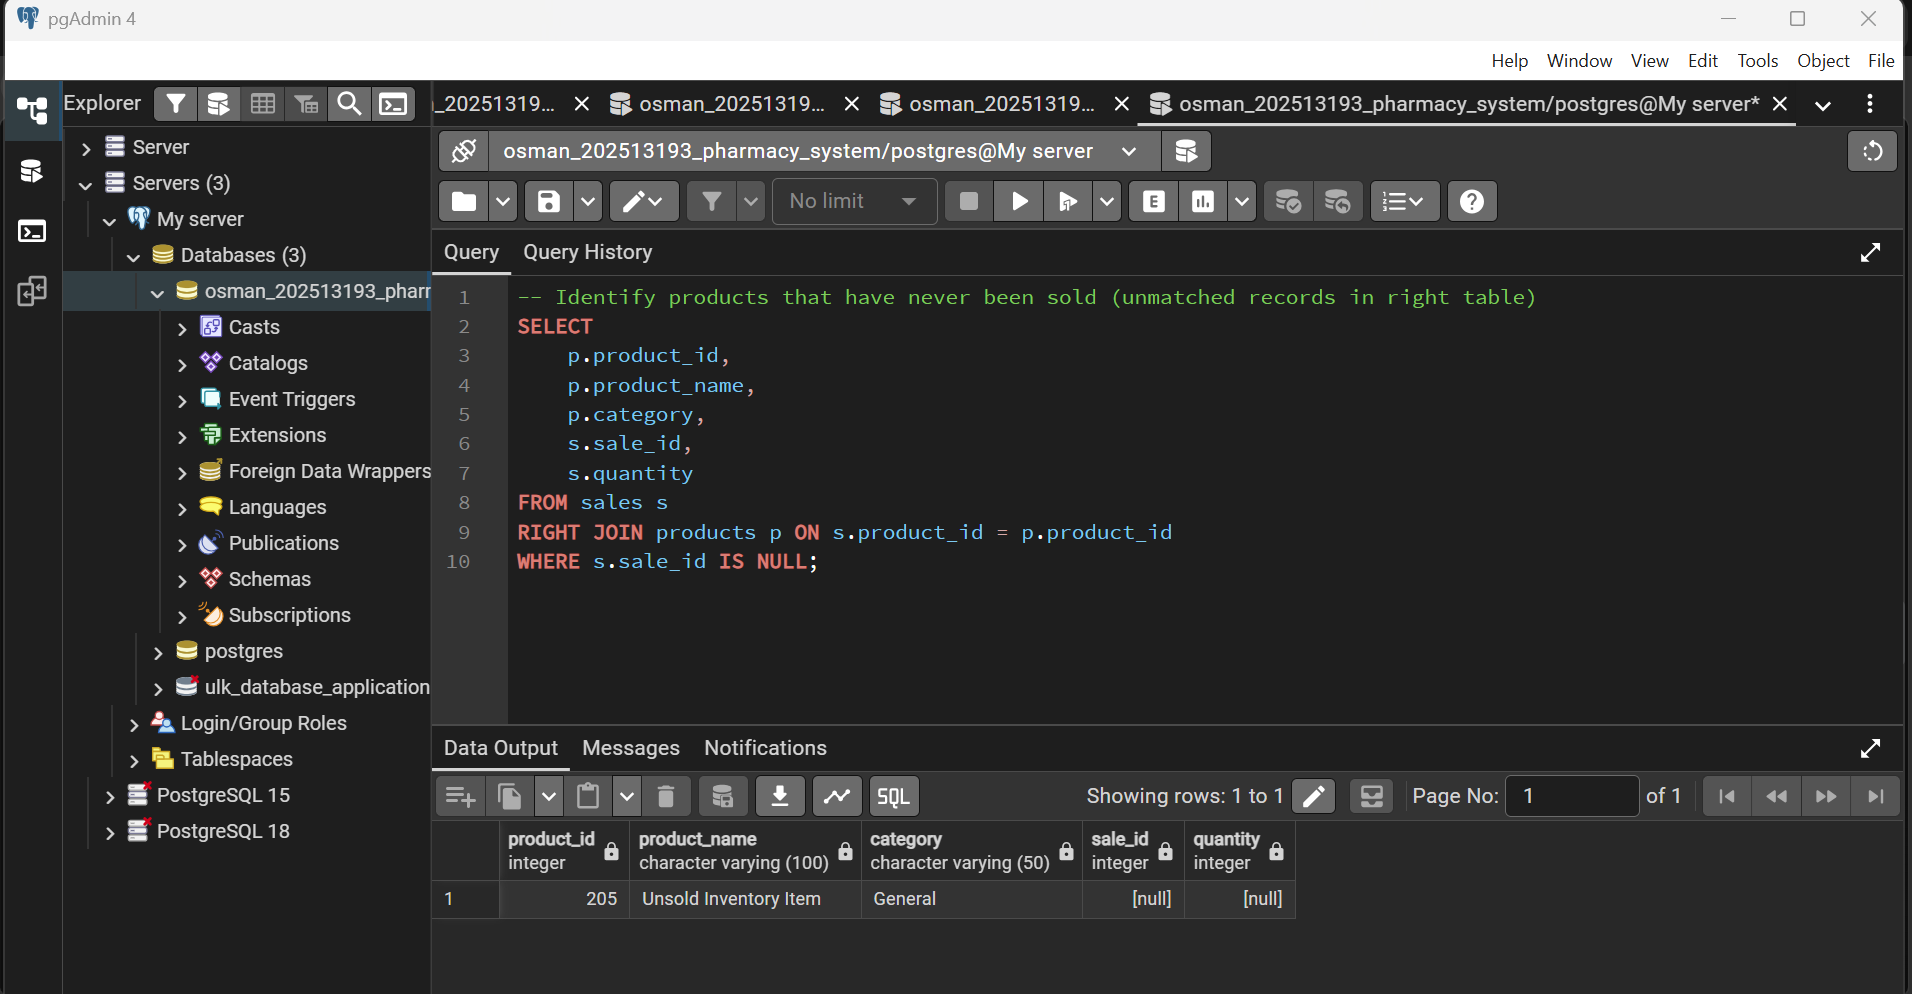 pgAdmin 4
Help Window View Edit Tools Object File
Explorer
_202513193... osman_202513193... osman_202513193... osman_202513193_pharmacy_system/postgres@My server*
osman_202513193_pharmacy_system/postgres@My server
No limit
Query Query History
Server
Servers (3)
My server
Databases (3)
osman_202513193_pharm
Casts
Catalogs
Event Triggers
Extensions
Foreign Data Wrappers
Languages
Publications
Schemas
Subscriptions
postgres
ulk_database_application
Login/Group Roles
Tablespaces
PostgreSQL 15
PostgreSQL 18
1 -- Identify products that have never been sold (unmatched records in right table)
2 SELECT
3 p.product_id,
4 p.product_name,
5 p.category,
6 s.sale_id,
7 s.quantity
8 FROM sales s
9 RIGHT JOIN products p ON s.product_id = p.product_id
10 WHERE s.sale_id IS NULL;
Data Output Messages Notifications
SQL Showing rows: 1 to 1 Page No: 1 of 1
product_id product_name category sale_id quantity
integer character varying (100) character varying (50) integer integer
1 205 Unsold Inventory Item General [null] [null]